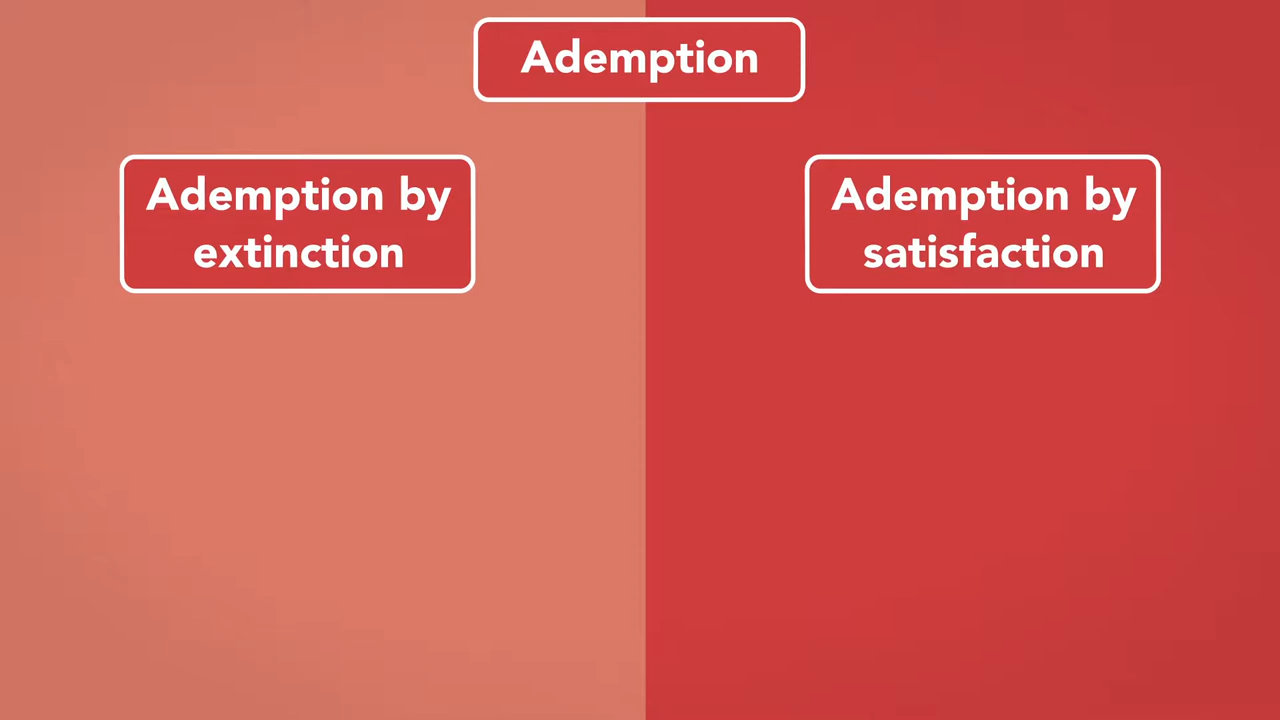 Ademption
Ademption by
extinction
Ademption by
satisfaction